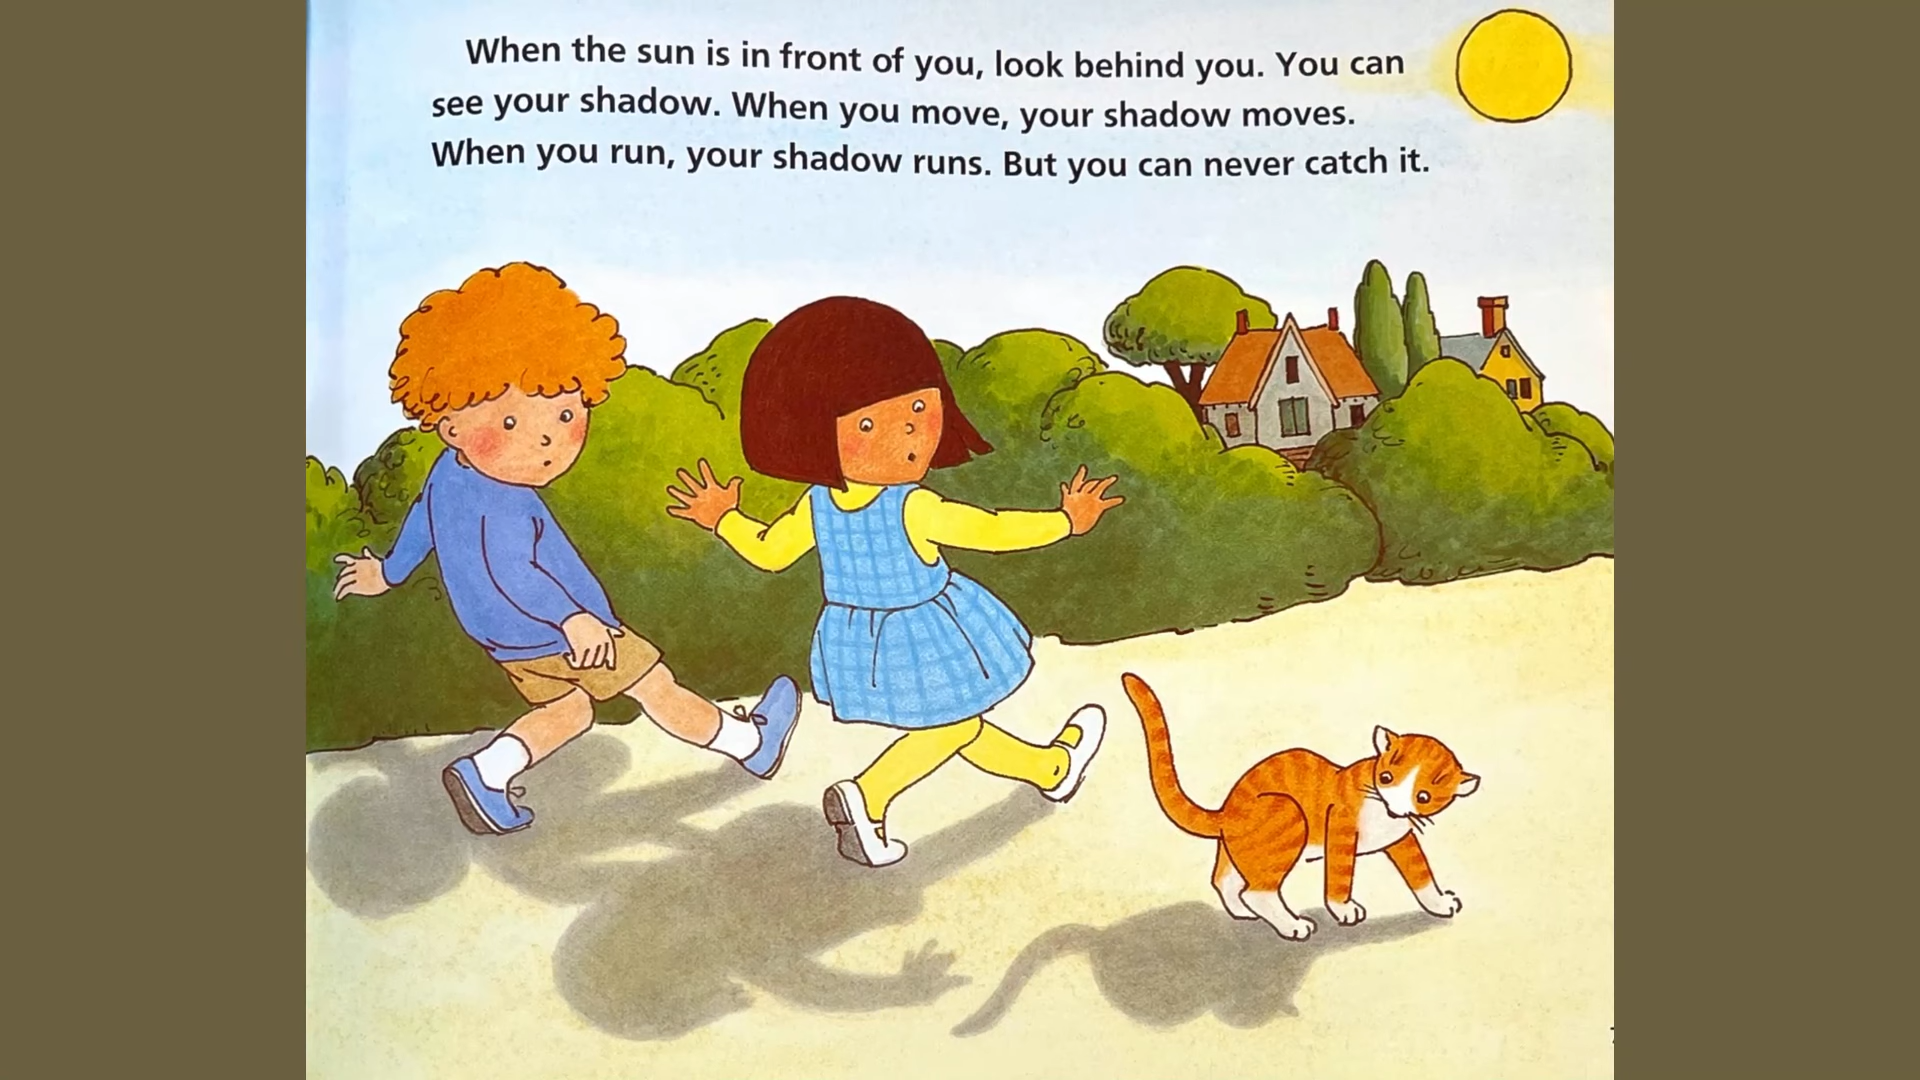 When the sun is in front of you, look behind you. You can
see your shadow. When you move, your shadow moves.
When you run, your shadow runs. But you can never catch it.